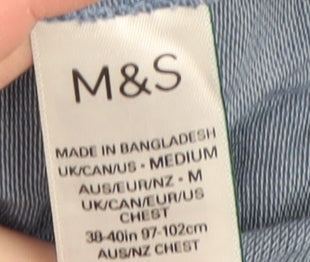 M&S
MADE IN BANGLADESH
UK/CAN/US - MEDIUM
AUS/EUR/NZ - M
UK/CAN/EUR/US
CHEST
38-40in 97-102cm
AUS/NZ CHEST